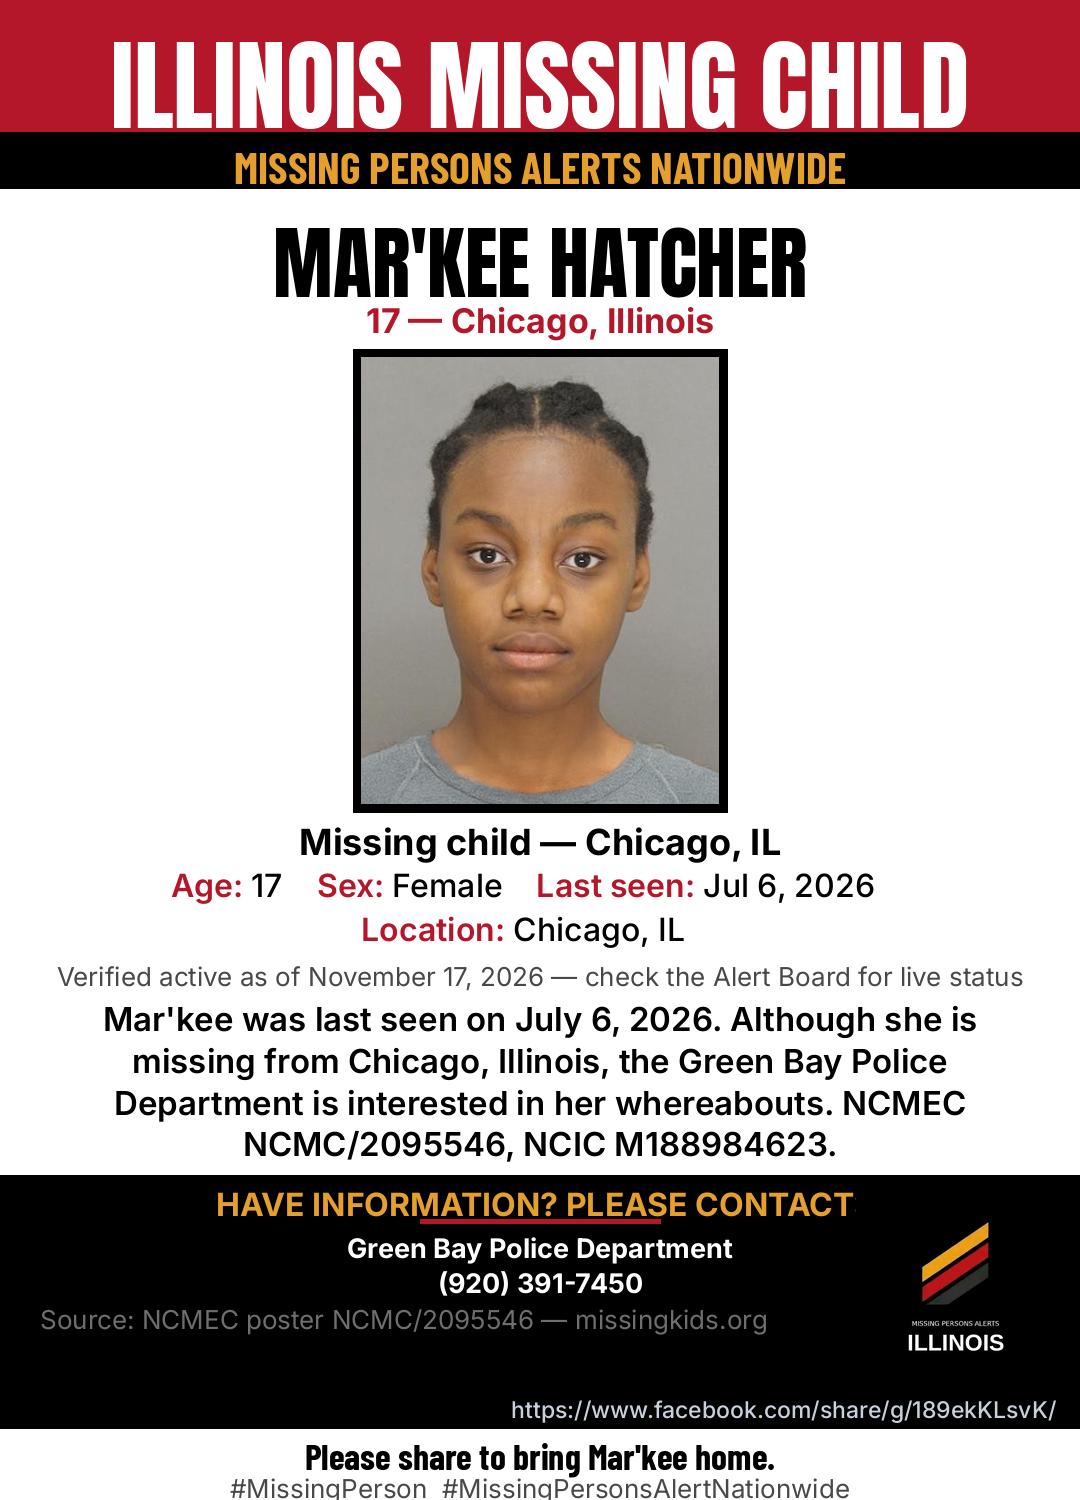 ILLINOIS MISSING CHILD
MISSING PERSONS ALERTS NATIONWIDE
MAR'KEE HATCHER
17 — Chicago, Illinois
Missing child — Chicago, IL
Age: 17 Sex: Female Last seen: Jul 6, 2026
Location: Chicago, IL
Verified active as of November 17, 2026 — check the Alert Board for live status
Mar'kee was last seen on July 6, 2026. Although she is
missing from Chicago, Illinois, the Green Bay Police
Department is interested in her whereabouts. NCMEC
NCMC/2095546, NCIC M188984623.
HAVE INFORMATION? PLEASE CONTACT:
Green Bay Police Department
(920) 391-7450
Source: NCMEC poster NCMC/2095546 — missingkids.org
MISSING PERSONS ALERTS
ILLINOIS
https://www.facebook.com/share/g/189ekKLsvK/
Please share to bring Mar'kee home.
#MissingPerson #MissingPersonsAlertNationwide